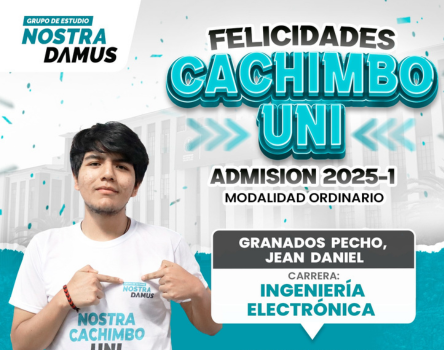 GRUPO DE ESTUDIO
NOSTRA
DAMUS
FELICIDADES
CACHIMBO
UNI
ADMISION 2025-1
MODALIDAD ORDINARIO
GRANADOS PECHO,
JEAN DANIEL
CARRERA:
INGENIERÍA
ELECTRÓNICA
NOSTRA
DAMUS
NOSTRA
CACHIMBO
UNI